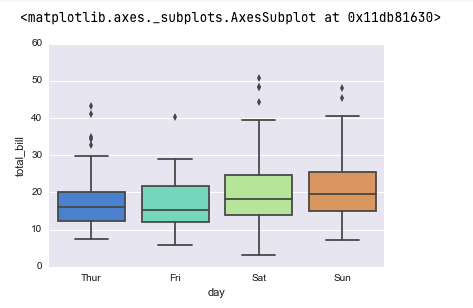 <matplotlib.axes._subplots.AxesSubplot at 0x11db81630>
60
50
40
30
20
10
0
total_bill
Thur Fri Sat Sun
day